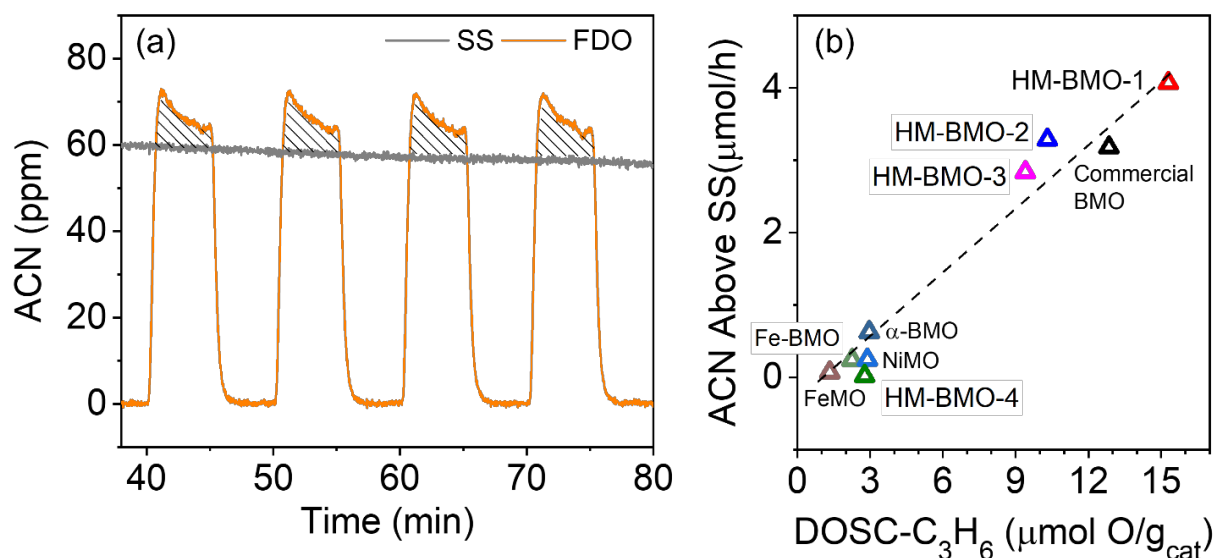 (a)
SS
FDO
ACN (ppm)
80
60
40
20
0
40
50
60
70
80
Time (min)
(b)
ACN Above SS(μmol/h)
4
2
0
HM-BMO-1
HM-BMO-2
HM-BMO-3
Commercial
BMO
Fe-BMO
α-BMO
NiMO
FeMO
HM-BMO-4
0
3
6
9
12
15
DOSC-C₃H₆ (μmol O/g_cat)